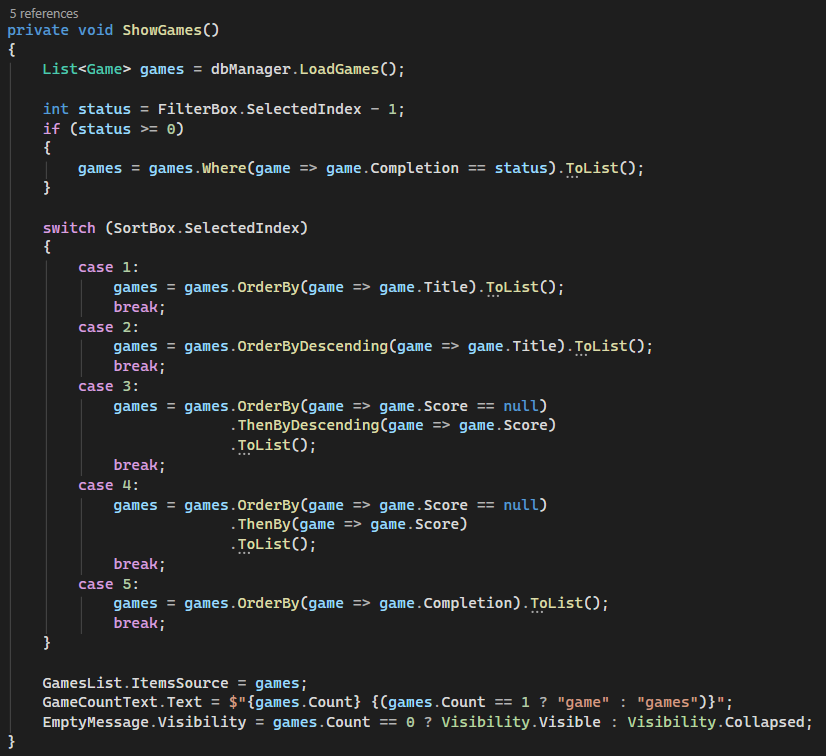 5 references
private void ShowGames()
{
    List<Game> games = dbManager.LoadGames();

    int status = FilterBox.SelectedIndex - 1;
    if (status >= 0)
    {
        games = games.Where(game => game.Completion == status).ToList();
    }

    switch (SortBox.SelectedIndex)
    {
        case 1:
            games = games.OrderBy(game => game.Title).ToList();
            break;
        case 2:
            games = games.OrderByDescending(game => game.Title).ToList();
            break;
        case 3:
            games = games.OrderBy(game => game.Score == null)
                         .ThenByDescending(game => game.Score)
                         .ToList();
            break;
        case 4:
            games = games.OrderBy(game => game.Score == null)
                         .ThenBy(game => game.Score)
                         .ToList();
            break;
        case 5:
            games = games.OrderBy(game => game.Completion).ToList();
            break;
    }

    GamesList.ItemsSource = games;
    GameCountText.Text = $"{games.Count} {(games.Count == 1 ? "game" : "games")}";
    EmptyMessage.Visibility = games.Count == 0 ? Visibility.Visible : Visibility.Collapsed;
}